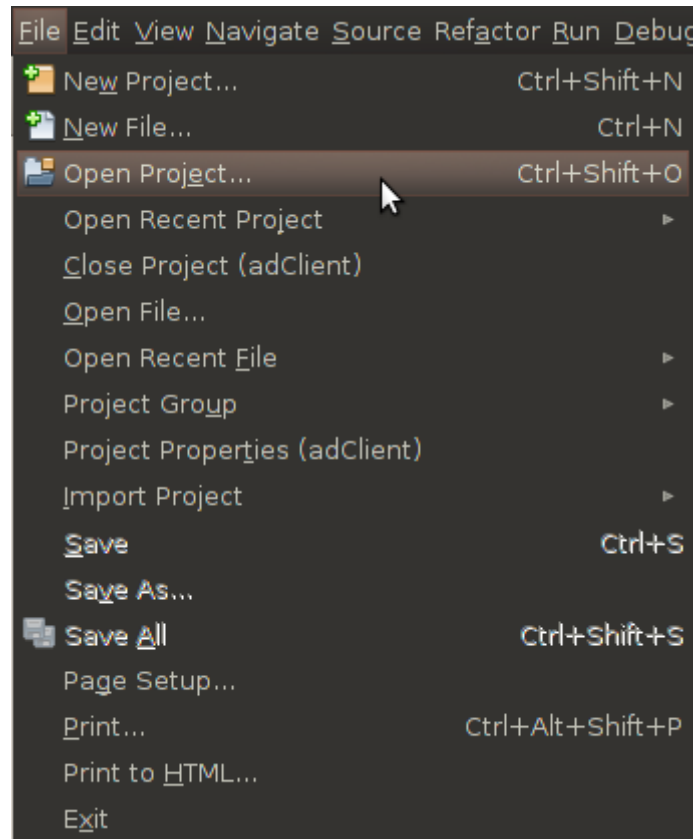 File Edit View Navigate Source Refactor Run Debug
New Project... Ctrl+Shift+N
New File... Ctrl+N
Open Project... Ctrl+Shift+O
Open Recent Project
Close Project (adClient)
Open File...
Open Recent File
Project Group
Project Properties (adClient)
Import Project
Save Ctrl+S
Save As...
Save All Ctrl+Shift+S
Page Setup...
Print... Ctrl+Alt+Shift+P
Print to HTML...
Exit